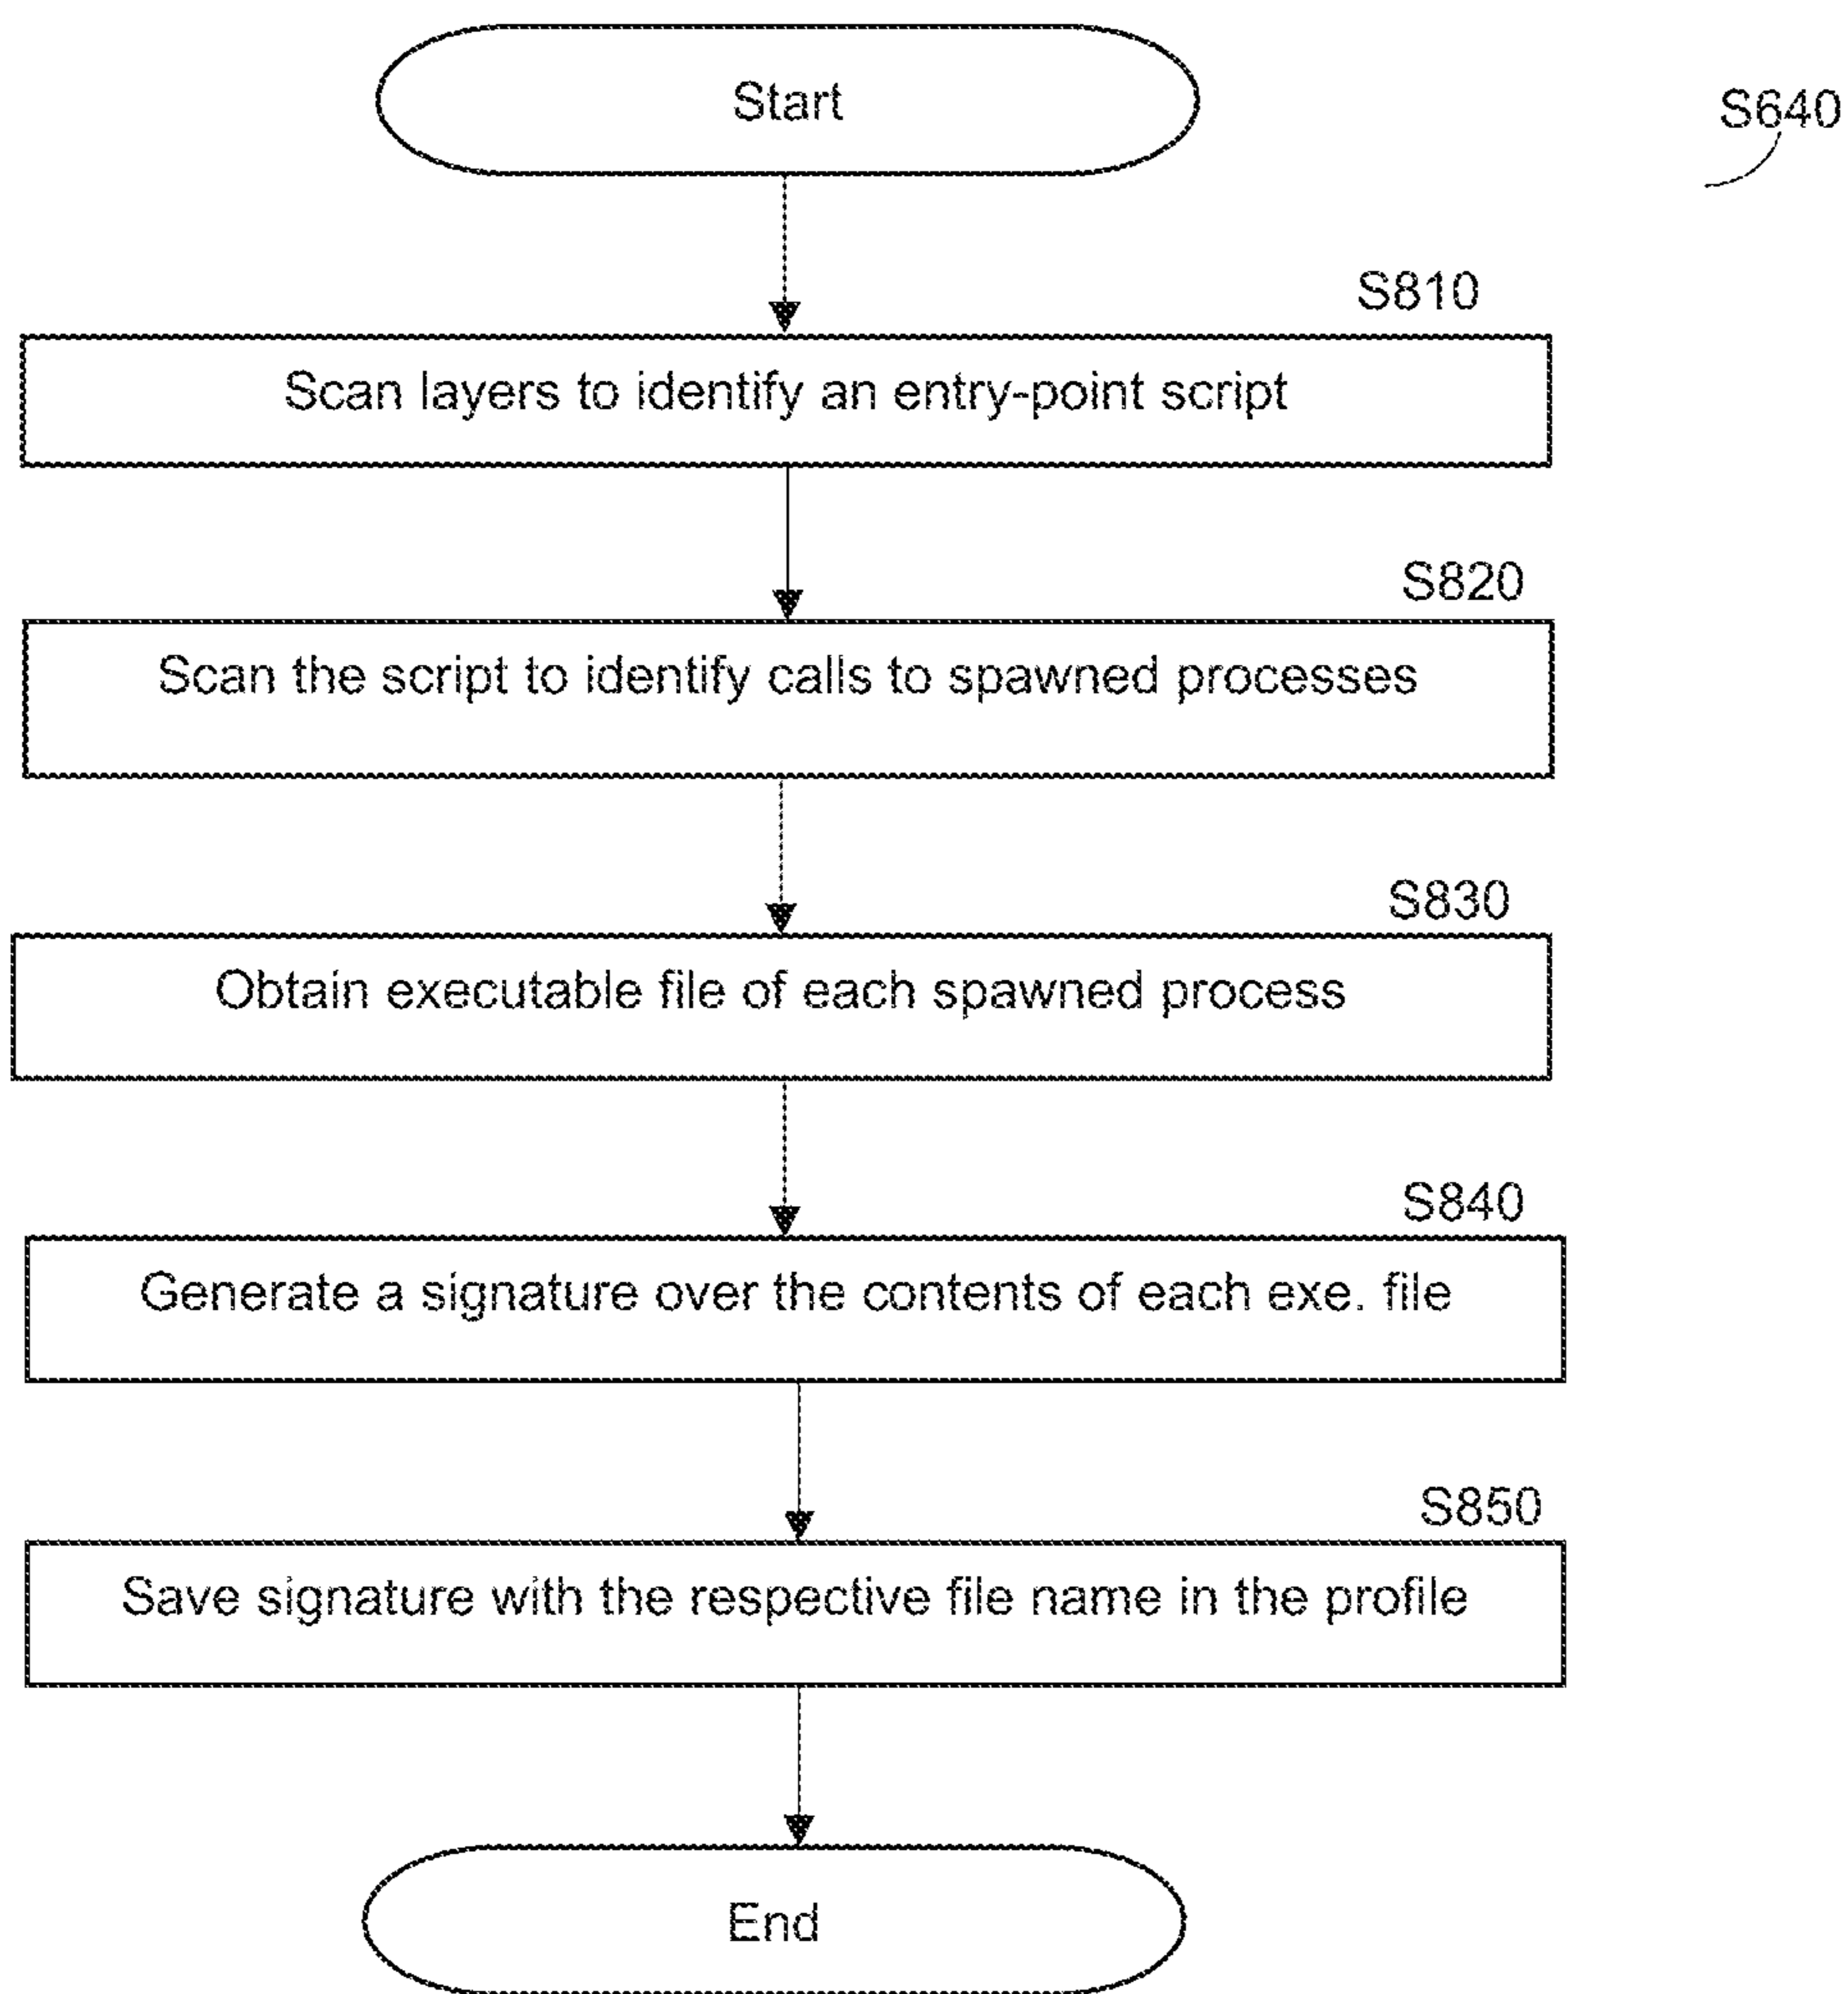 Start
S640
S810
Scan layers to identify an entry-point script
S820
Scan the script to identify calls to spawned processes
S830
Obtain executable file of each spawned process
S840
Generate a signature over the contents of each exe. file
S850
Save signature with the respective file name in the profile
End